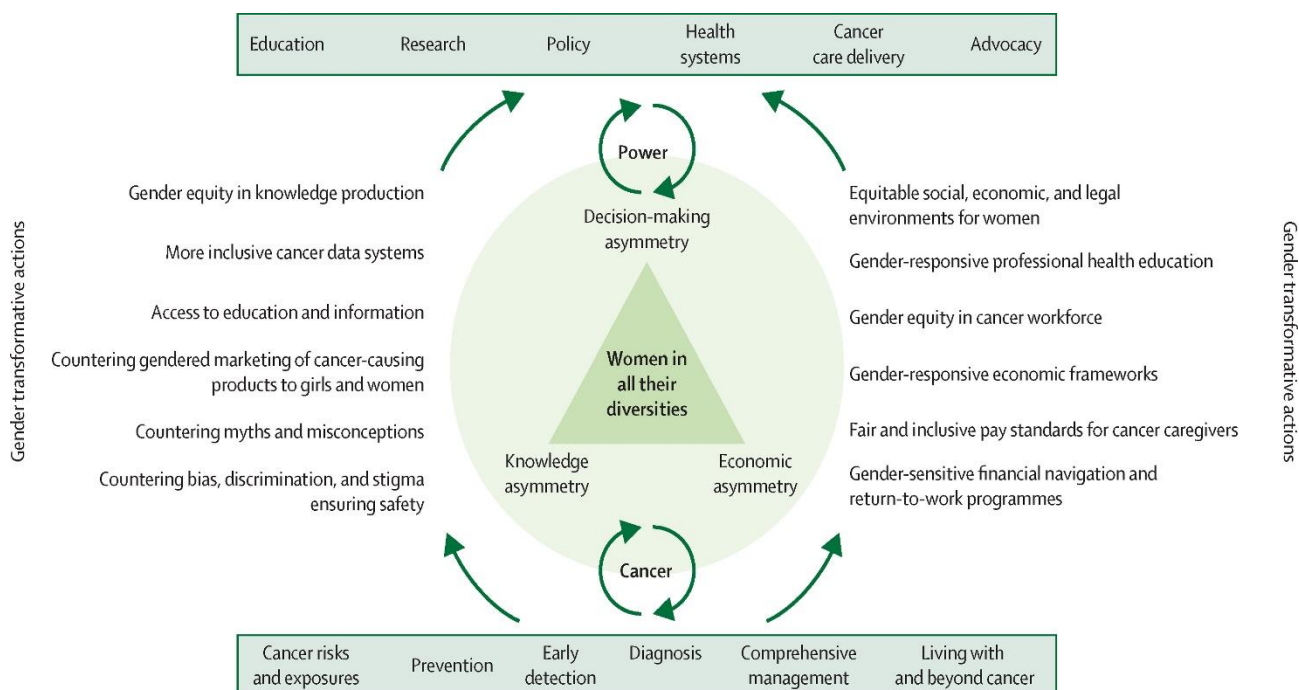 Education
Research
Policy
Health
systems
Cancer
care delivery
Advocacy
Power
Decision-making
asymmetry
Women in
all their
diversities
Knowledge
asymmetry
Economic
asymmetry
Cancer
Gender transformative actions
Gender equity in knowledge production
More inclusive cancer data systems
Access to education and information
Countering gendered marketing of cancer-causing
products to girls and women
Countering myths and misconceptions
Countering bias, discrimination, and stigma
ensuring safety
Equitable social, economic, and legal
environments for women
Gender-responsive professional health education
Gender equity in cancer workforce
Gender-responsive economic frameworks
Fair and inclusive pay standards for cancer caregivers
Gender-sensitive financial navigation and
return-to-work programmes
Gender transformative actions
Cancer risks
and exposures
Prevention
Early
detection
Diagnosis
Comprehensive
management
Living with
and beyond cancer